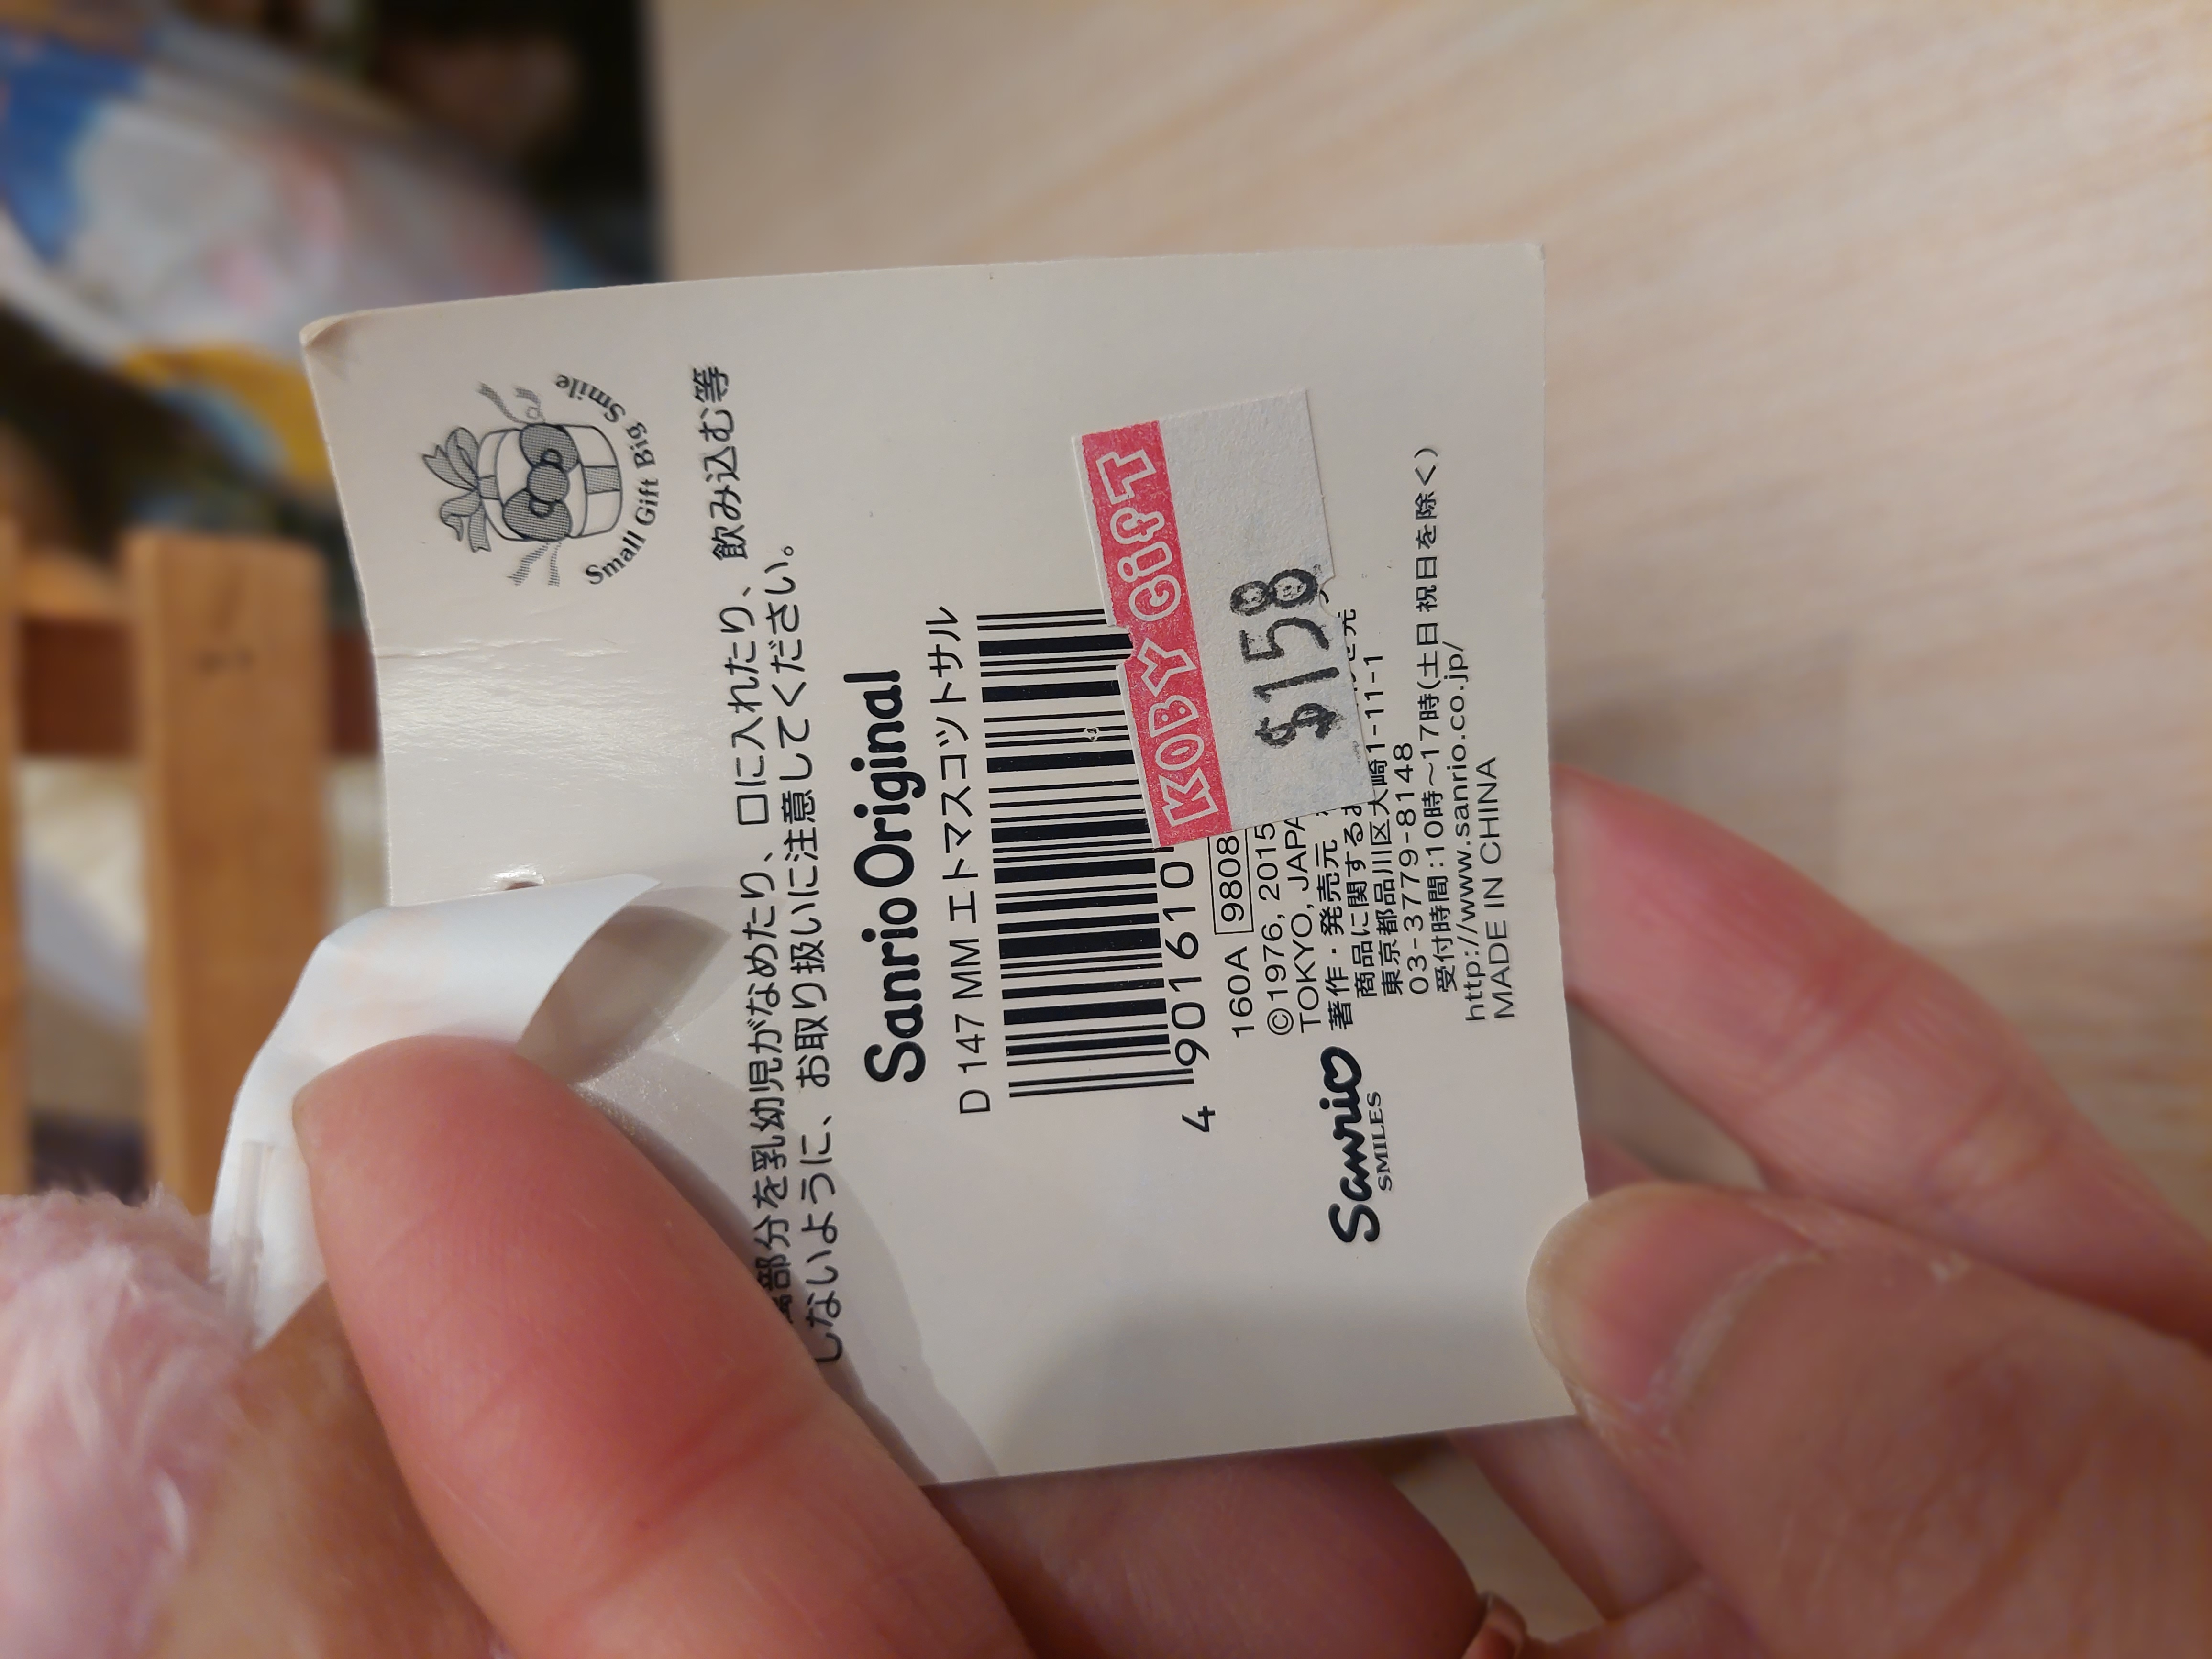 Small Gift Big Smile
部分を乳幼児がなめたり、口に入れたり、飲み込む等
しないように、お取り扱いに注意してください。
Sanrio Original
D 147 MM エトマスコツトサル
4 901610
KOBY GIFT
$158
160A 9808
©1976, 2015
TOKYO, JAPA
Sanrio
SMILES
著作・発売元
商品に関するお
東京都品川区大崎1-11-1
03-3779-8148
受付時間:10時~17時(土日祝日を除く)
http://www.sanrio.co.jp/
MADE IN CHINA